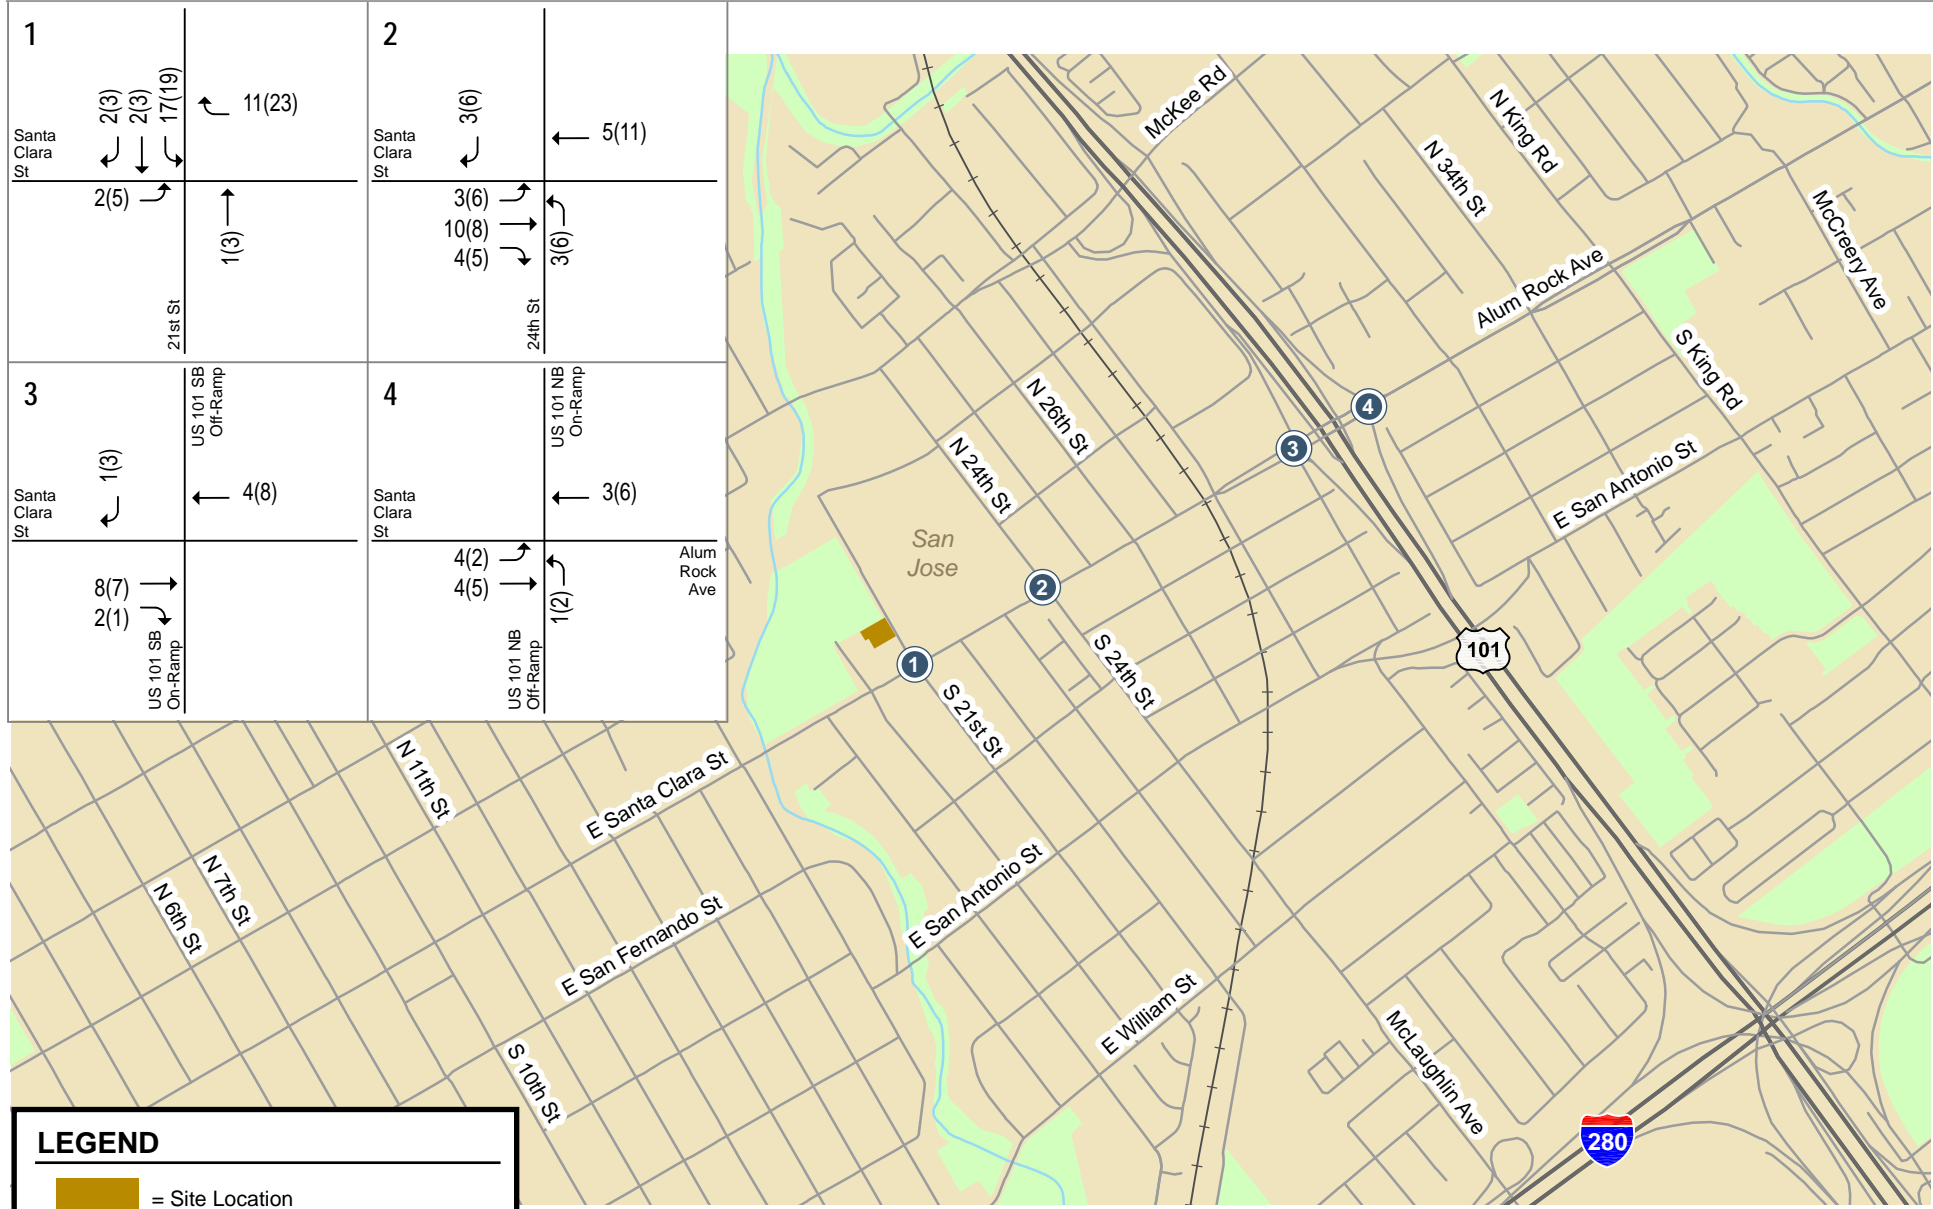 1
2(3)
2(3)
17(19)
11(23)
Santa
Clara
St
2(5)
1(3)
21st St
2
3(6)
5(11)
Santa
Clara
St
3(6)
10(8)
4(5)
3(6)
24th St
3
US 101 SB
Off-Ramp
1(3)
4(8)
Santa
Clara
St
8(7)
2(1)
US 101 SB
On-Ramp
4
US 101 NB
On-Ramp
3(6)
Santa
Clara
St
4(2)
4(5)
1(2)
Alum
Rock
Ave
US 101 NB
Off-Ramp
McKee Rd
N King Rd
N 34th St
McCreery Ave
Alum Rock Ave
S King Rd
N 26th St
N 24th St
4
3
E San Antonio St
San
Jose
2
1
S 24th St
101
S 21st St
N 11th St
E Santa Clara St
N 7th St
N 6th St
E San Fernando St
E San Antonio St
E William St
McLaughlin Ave
S 10th St
280
LEGEND
= Site Location